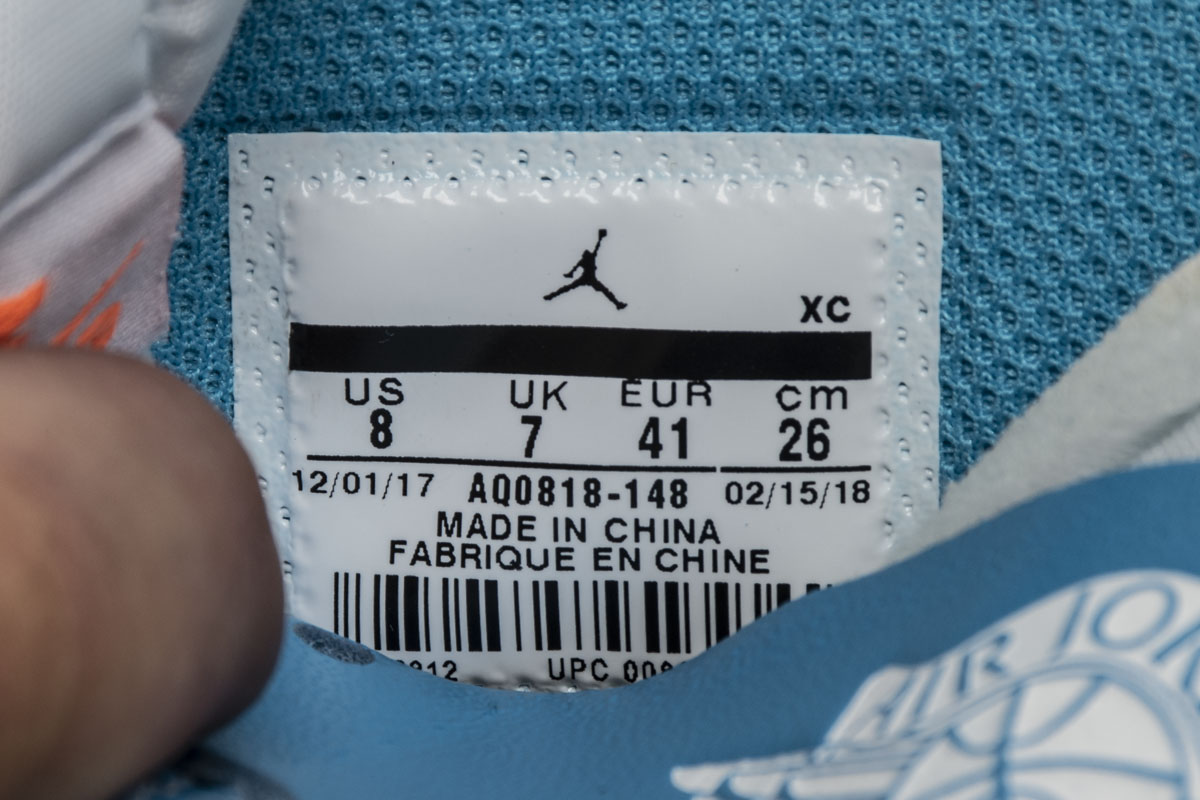 XC
US UK EUR cm
8 7 41 26
12/01/17 AQ0818-148 02/15/18
MADE IN CHINA
FABRIQUE EN CHINE
UPC
AIR